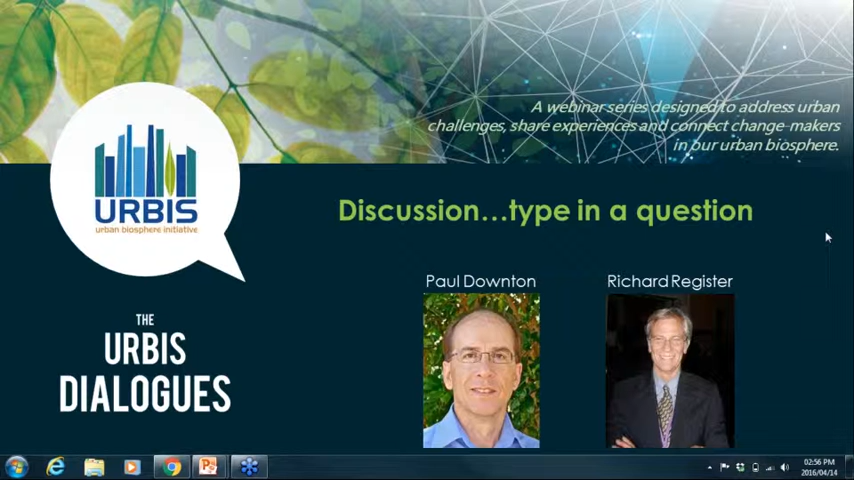 A webinar series designed to address urban
challenges, share experiences and connect change-makers
in our urban biosphere.
URBIS
urban biosphere initiative
Discussion...type in a question
Paul Downton
Richard Register
THE
URBIS
DIALOGUES
02:56 PM
2016/04/14